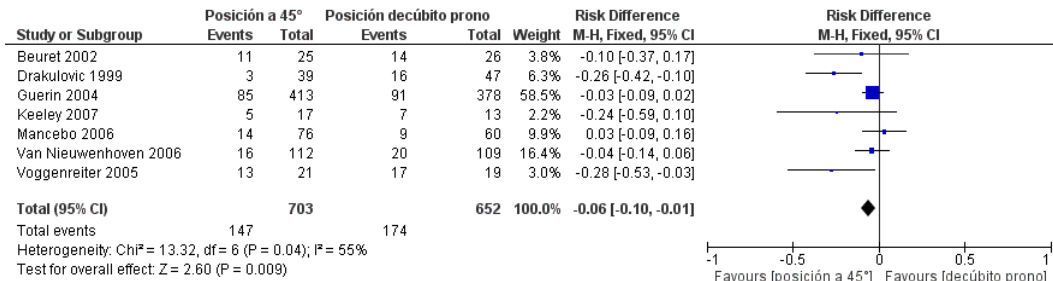 Posición a 45° Posición decúbito prono Risk Difference Risk Difference
Study or Subgroup Events Total Events Total Weight M-H, Fixed, 95% CI M-H, Fixed, 95% CI
Beuret 2002 11 25 14 26 3.8% -0.10 [-0.37, 0.17]
Drakulovic 1999 3 39 16 47 6.3% -0.26 [-0.42, -0.10]
Guerin 2004 85 413 91 378 58.5% -0.03 [-0.09, 0.02]
Keeley 2007 5 17 7 13 2.2% -0.24 [-0.59, 0.10]
Mancebo 2006 14 76 9 60 9.9% 0.03 [-0.09, 0.16]
Van Nieuwenhoven 2006 16 112 20 109 16.4% -0.04 [-0.14, 0.06]
Voggenreiter 2005 13 21 17 19 3.0% -0.28 [-0.53, -0.03]
Total (95% CI) 703 652 100.0% -0.06 [-0.10, -0.01]
Total events 147 174
Heterogeneity: Chi² = 13.32, df = 6 (P = 0.04); I² = 55%
Test for overall effect: Z = 2.60 (P = 0.009)
-1 -0.5 0 0.5 1
Favours [posición a 45°] Favours [decúbito prono]